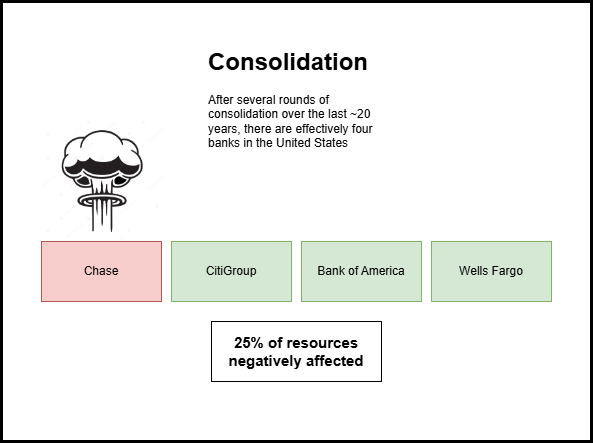 Consolidation
After several rounds of
consolidation over the last ~20
years, there are effectively four
banks in the United States
Chase
CitiGroup
Bank of America
Wells Fargo
25% of resources
negatively affected